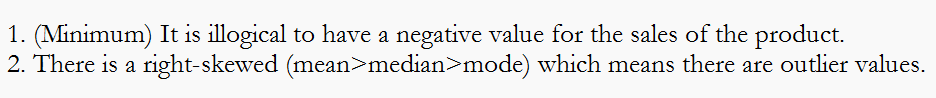 1. (Minimum) It is illogical to have a negative value for the sales of the product.
2. There is a right-skewed (mean>median>mode) which means there are outlier values.